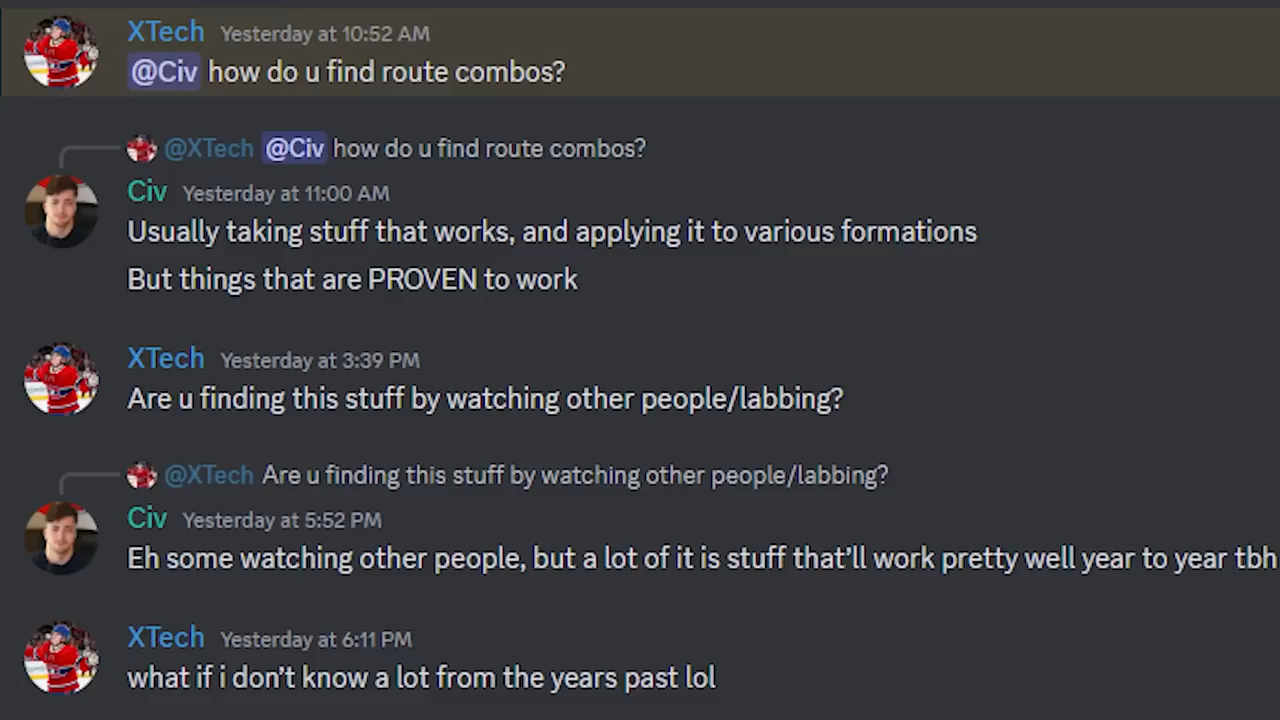 XTech Yesterday at 10:52 AM
@Civ how do u find route combos?
@XTech @Civ how do u find route combos?
Civ Yesterday at 11:00 AM
Usually taking stuff that works, and applying it to various formations
But things that are PROVEN to work
XTech Yesterday at 3:39 PM
Are u finding this stuff by watching other people/labbing?
@XTech Are u finding this stuff by watching other people/labbing?
Civ Yesterday at 5:52 PM
Eh some watching other people, but a lot of it is stuff that’ll work pretty well year to year tbh
XTech Yesterday at 6:11 PM
what if i don’t know a lot from the years past lol